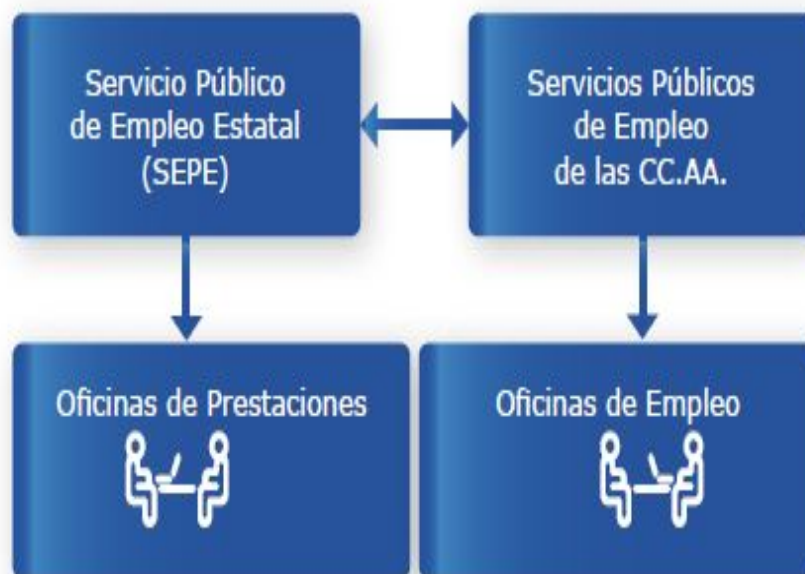 Servicio Público
de Empleo Estatal
(SEPE)
Servicios Públicos
de Empleo
de las CC.AA.
Oficinas de Prestaciones
Oficinas de Empleo